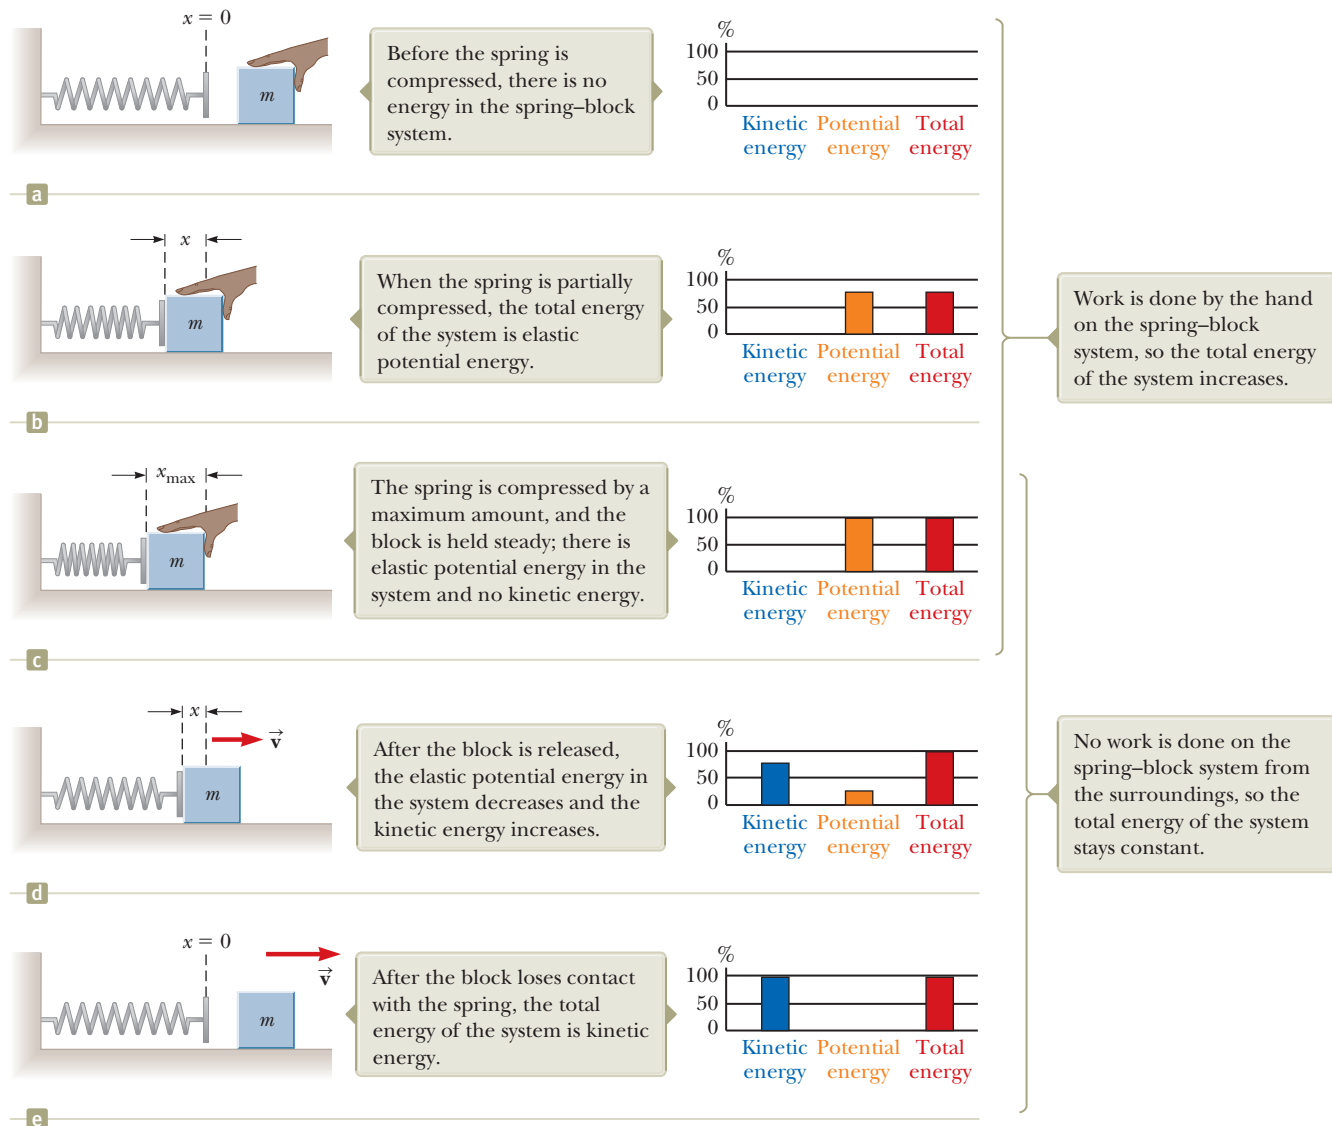 x = 0
m
Before the spring is
compressed, there is no
energy in the spring–block
system.
%
100
50
0
Kinetic Potential Total
energy energy energy
a
x
m
When the spring is partially
compressed, the total energy
of the system is elastic
potential energy.
%
100
50
0
Kinetic Potential Total
energy energy energy
Work is done by the hand
on the spring–block
system, so the total energy
of the system increases.
b
xmax
m
The spring is compressed by a
maximum amount, and the
block is held steady; there is
elastic potential energy in the
system and no kinetic energy.
%
100
50
0
Kinetic Potential Total
energy energy energy
c
x
v⃗
m
After the block is released,
the elastic potential energy in
the system decreases and the
kinetic energy increases.
%
100
50
0
Kinetic Potential Total
energy energy energy
No work is done on the
spring–block system from
the surroundings, so the
total energy of the system
stays constant.
d
x = 0
v⃗
m
After the block loses contact
with the spring, the total
energy of the system is kinetic
energy.
%
100
50
0
Kinetic Potential Total
energy energy energy
e